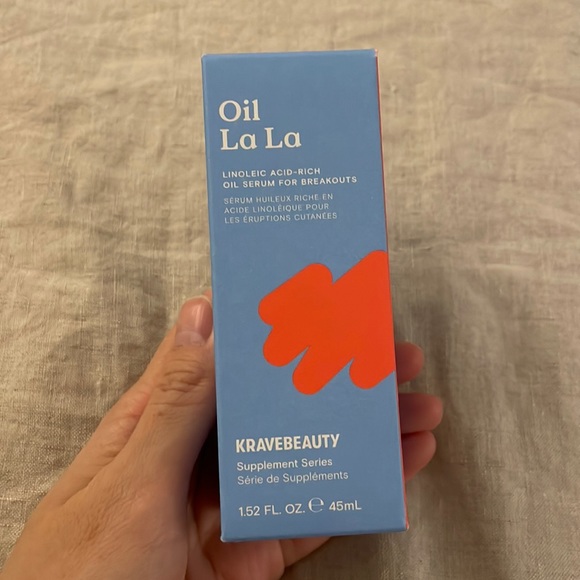 Oil
La La
LINOLEIC ACID-RICH
OIL SERUM FOR BREAKOUTS
SÉRUM HUILEUX RICHE EN
ACIDE LINOLÉIQUE POUR
LES ÉRUPTIONS CUTANÉES
KRAVEBEAUTY
Supplement Series
Série de Suppléments
1.52 FL. OZ. ℮ 45mL